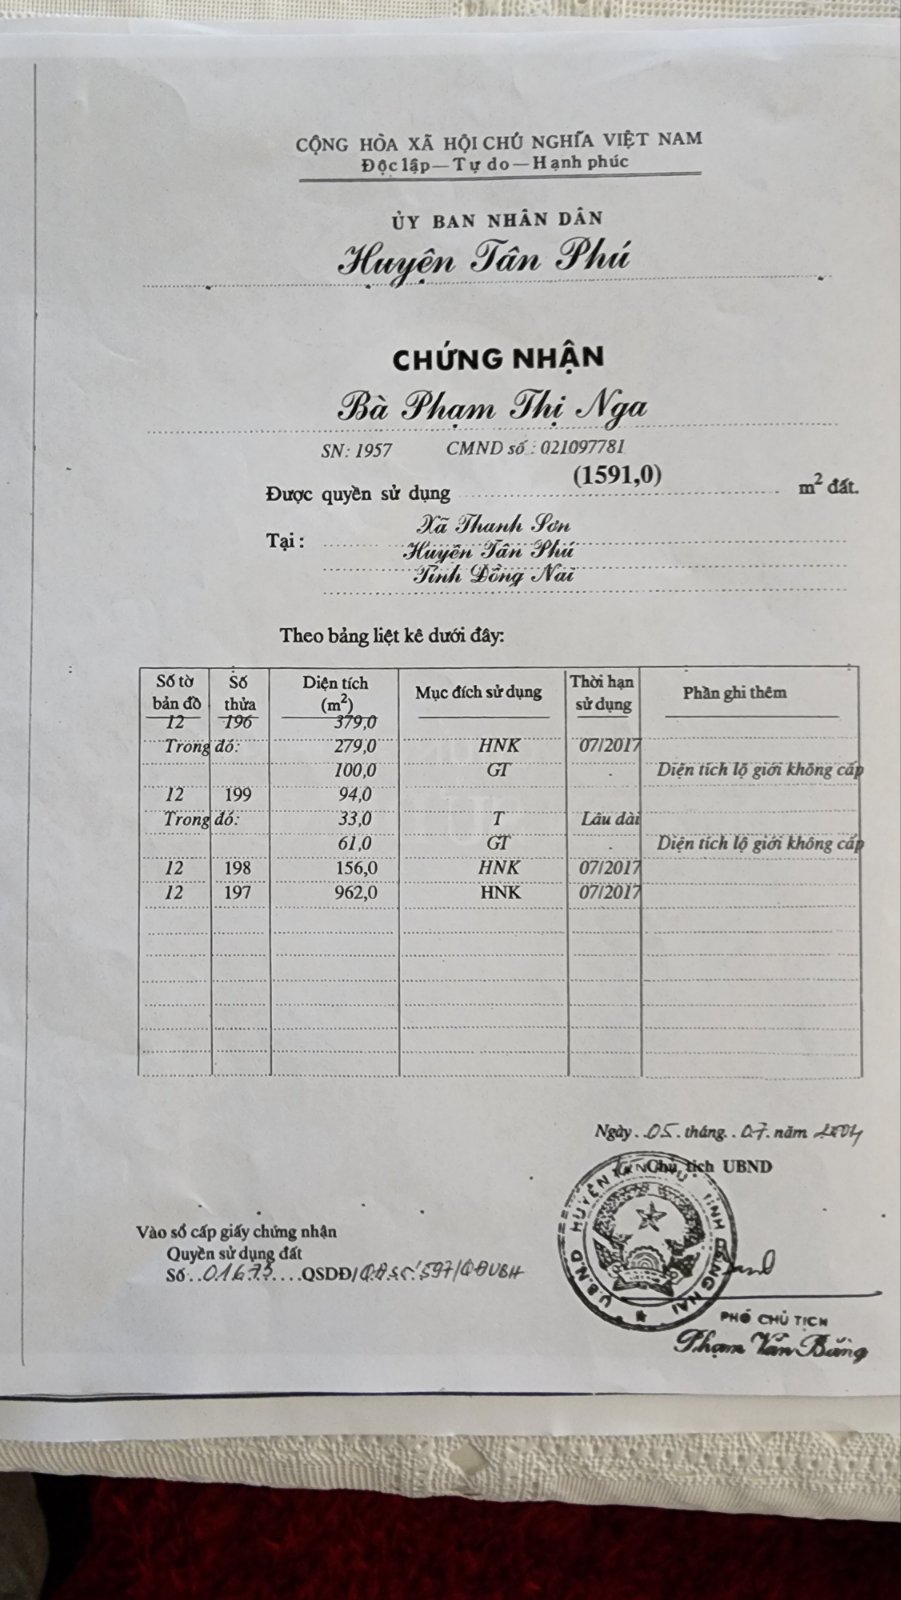 CỘNG HÒA XÃ HỘI CHỦ NGHĨA VIỆT NAM
Độc lập — Tự do — Hạnh phúc
ỦY BAN NHÂN DÂN
Huyện Tân Phú
CHỨNG NHẬN
Bà Phạm Thị Nga
SN: 1957 CMND số : 021097781
Được quyền sử dụng (1591,0) m2 đất.
Tại : Xã Thanh Sơn
Huyện Tân Phú
Tỉnh Đồng Nai
Theo bảng liệt kê dưới đây:
Số tờ bản đồ Số thửa Diện tích (m2) Mục đích sử dụng Thời hạn sử dụng Phần ghi thêm
12 196 379,0
Trong đó: 279,0 HNK 07/2017
100,0 GT . Diện tích lộ giới không cấp
12 199 94,0
Trong đó: 33,0 T Lâu dài
61,0 GT . Diện tích lộ giới không cấp
12 198 156,0 HNK 07/2017
12 197 962,0 HNK 07/2017
Ngày 05 tháng 07 năm 2004
Chủ tịch UBND
U.B.N.D HUYỆN TÂN PHÚ TỈNH ĐỒNG NAI
Vào sổ cấp giấy chứng nhận
Quyền sử dụng đất
Số QSDĐ/
PHÓ CHỦ TỊCH
Phạm Văn Bằng